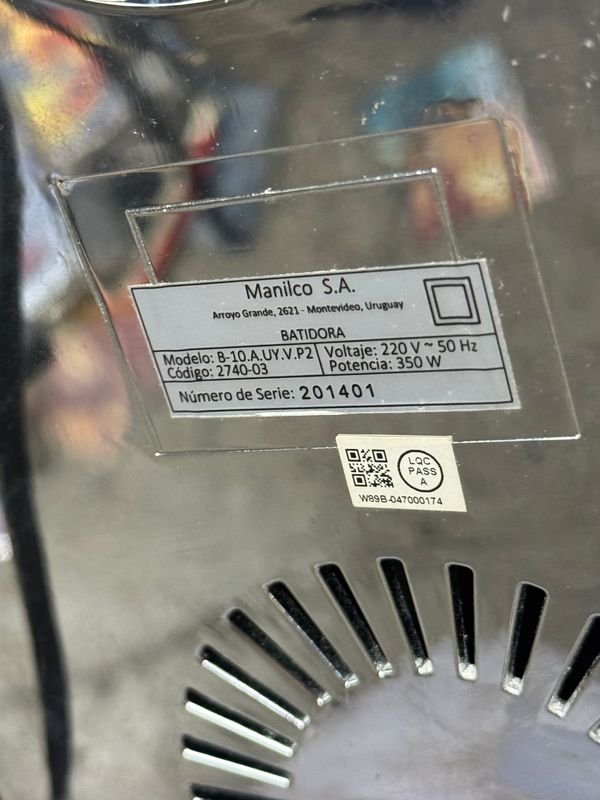 Manilco S.A.
Arroyo Grande, 2621 - Montevideo, Uruguay
BATIDORA
Modelo: B-10.A.UY.V.P2
Código: 2740-03
Voltaje: 220 V ~ 50 Hz
Potencia: 350 W
Número de Serie: 201401
LQC
PASS
A
W89B-047000174